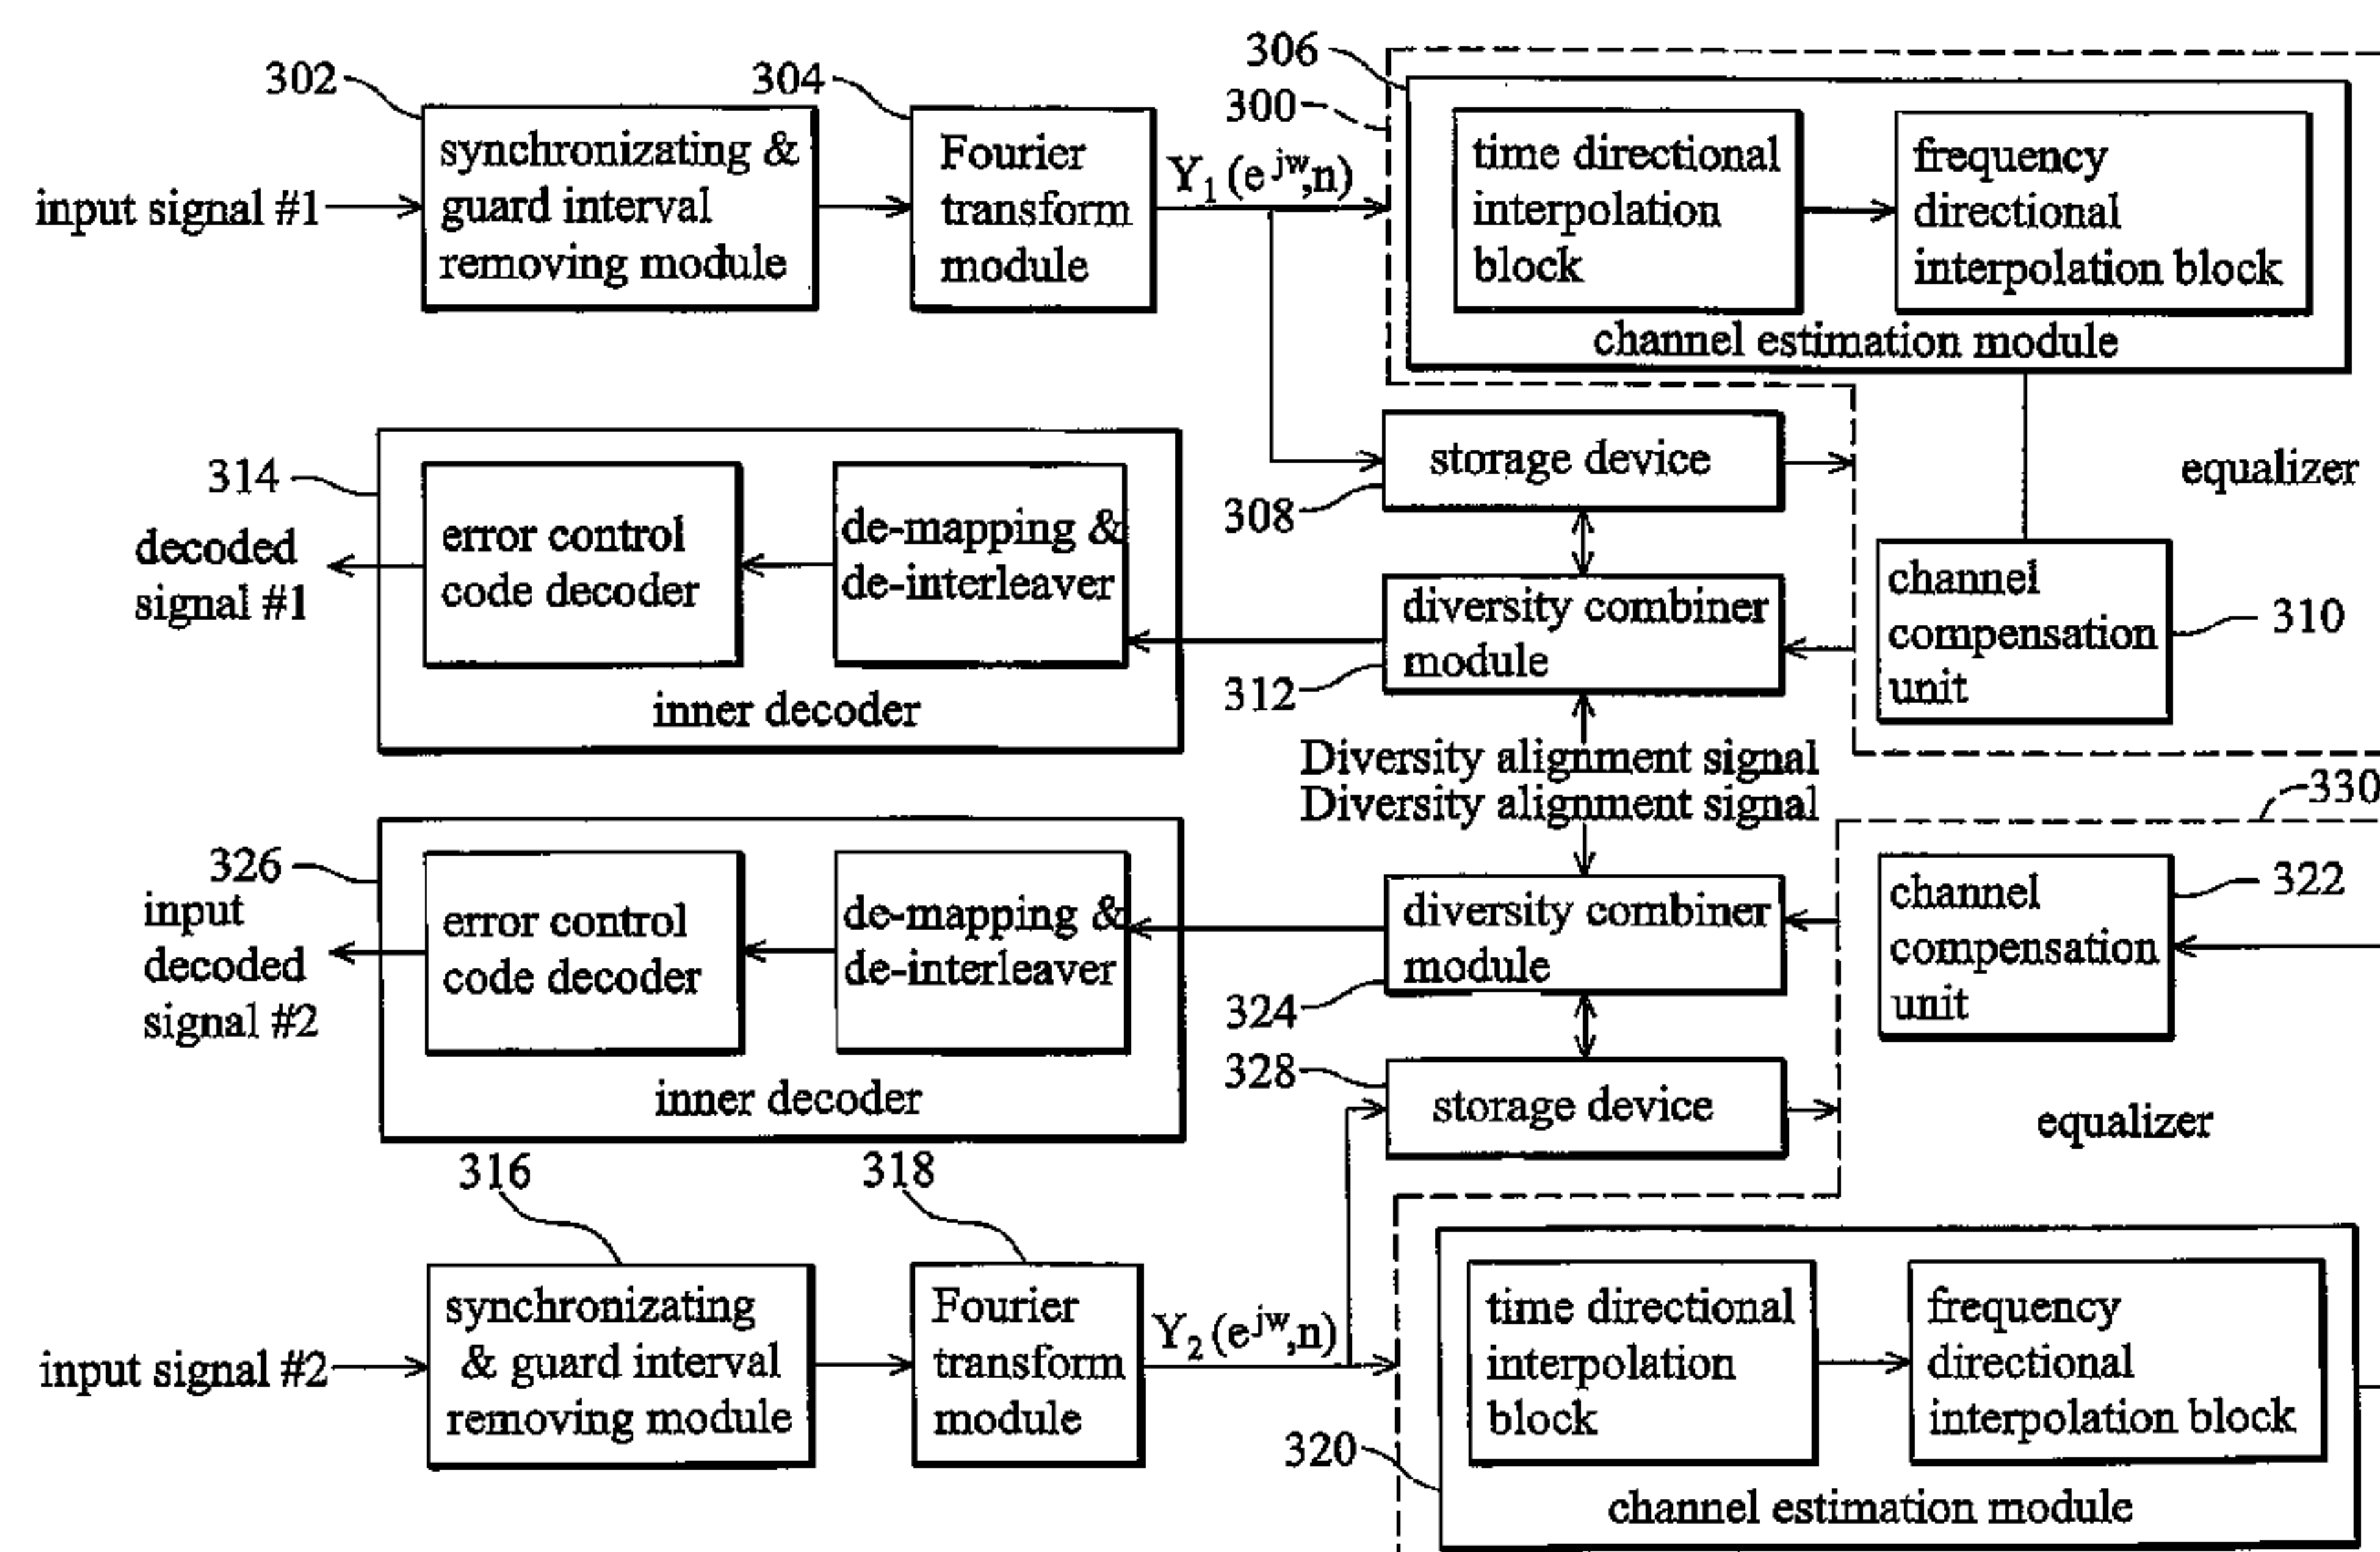 302
304
306
300
input signal #1
synchronizating &
guard interval
removing module
Fourier
transform
module
Y1 (e^jw,n)
time directional
interpolation
block
frequency
directional
interpolation block
channel estimation module
314
decoded
signal #1
error control
code decoder
de-mapping &
de-interleaver
inner decoder
storage device
308
equalizer
diversity combiner
module
312
channel
compensation
unit
310
Diversity alignment signal
Diversity alignment signal
330
326
input
decoded
signal #2
error control
code decoder
de-mapping &
de-interleaver
inner decoder
diversity combiner
module
324
channel
compensation
unit
322
328
storage device
equalizer
316
318
input signal #2
synchronizating
& guard interval
removing module
Fourier
transform
module
Y2 (e^jw,n)
time directional
interpolation
block
frequency
directional
interpolation block
320
channel estimation module